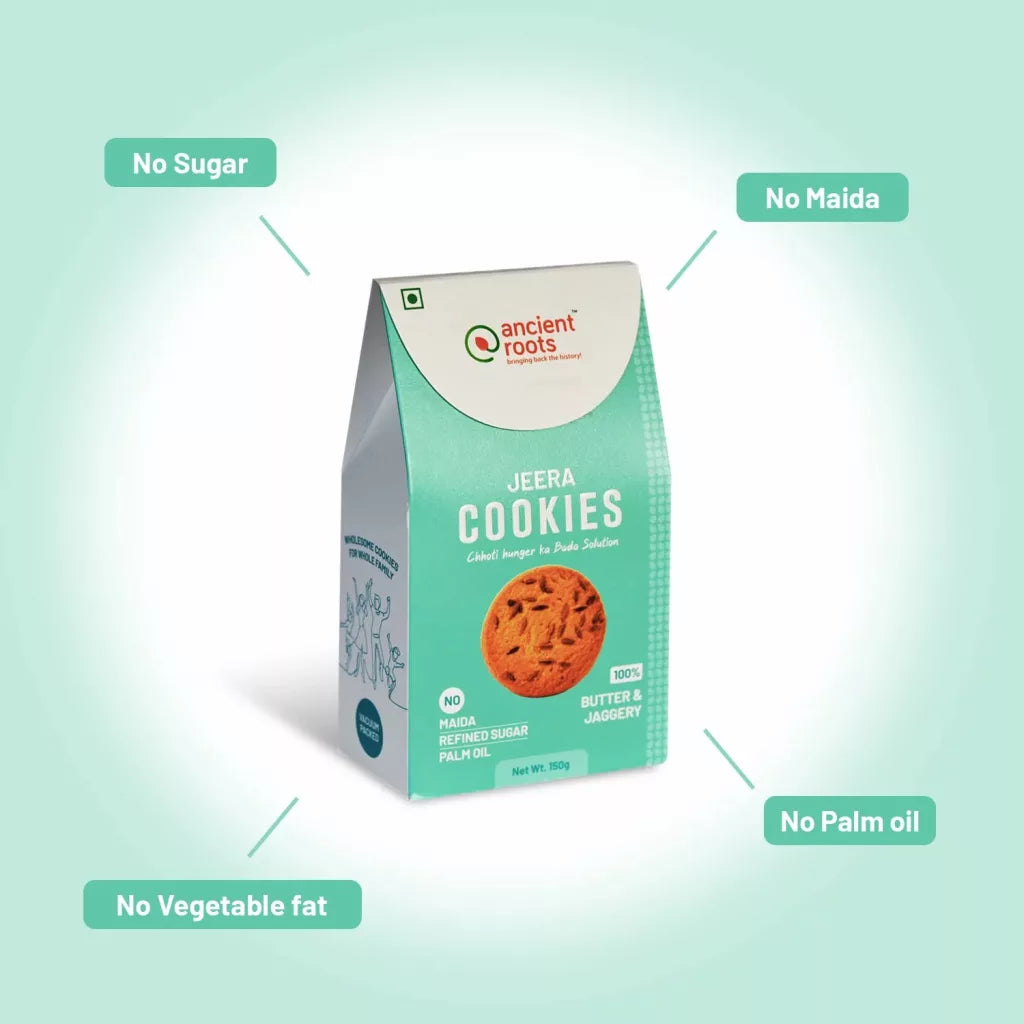 No Sugar
No Maida
ancient™
roots
bringing back the history!
JEERA
COOKIES
Chhoti hunger ka Bada Solution
WHOLESOME COOKIES
FOR WHOLE FAMILY
100%
BUTTER &
JAGGERY
NO
MAIDA
REFINED SUGAR
PALM OIL
VACUUM
PACKED
Net Wt. 150g
No Palm oil
No Vegetable fat